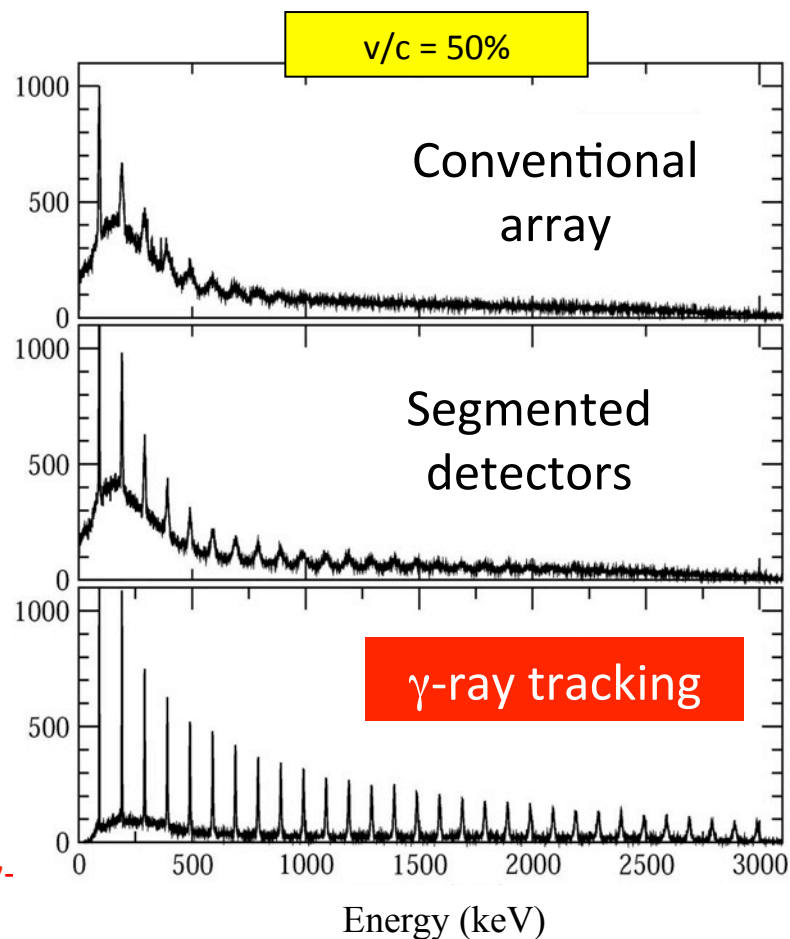 v/c = 50%
1000
500
0
Conventional
array
1000
500
0
Segmented
detectors
1000
500
0
γ-ray tracking
0 500 1000 1500 2000 2500 3000
Energy (keV)